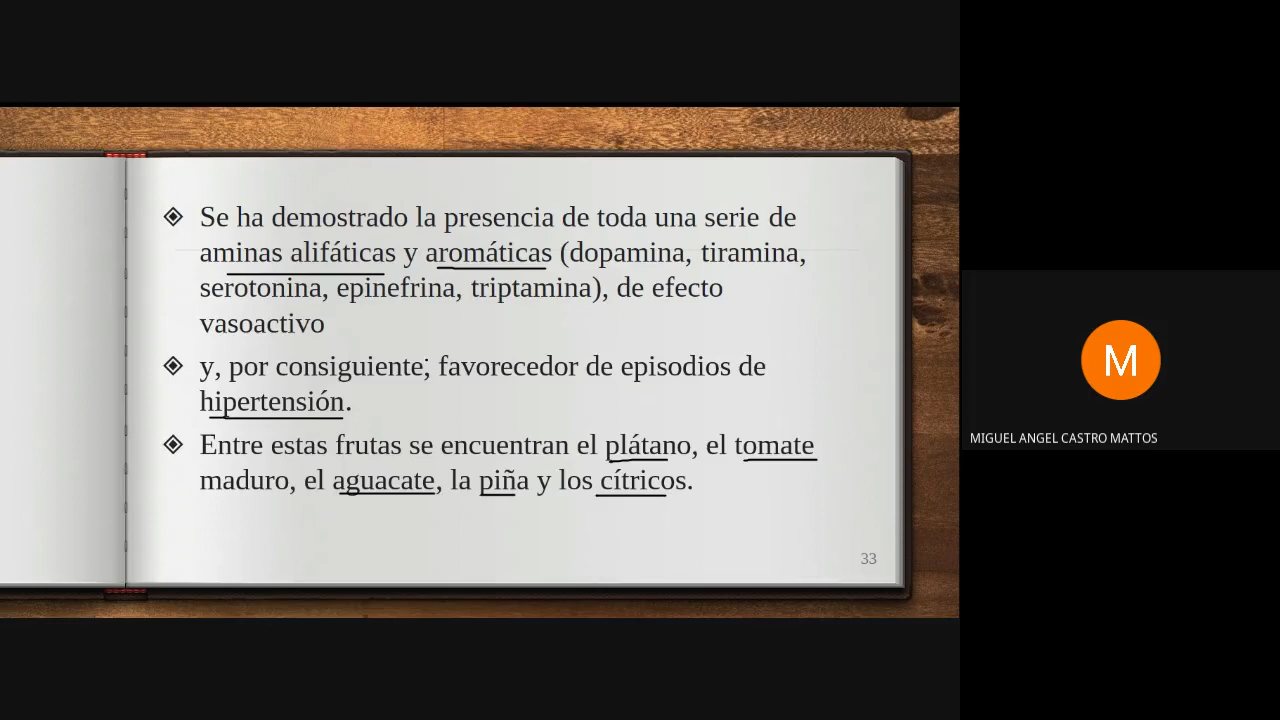 Se ha demostrado la presencia de toda una serie de
aminas alifáticas y aromáticas (dopamina, tiramina,
serotonina, epinefrina, triptamina), de efecto
vasoactivo
y, por consiguiente, favorecedor de episodios de
hipertensión.
Entre estas frutas se encuentran el plátano, el tomate
maduro, el aguacate, la piña y los cítricos.
33
M
MIGUEL ANGEL CASTRO MATTOS